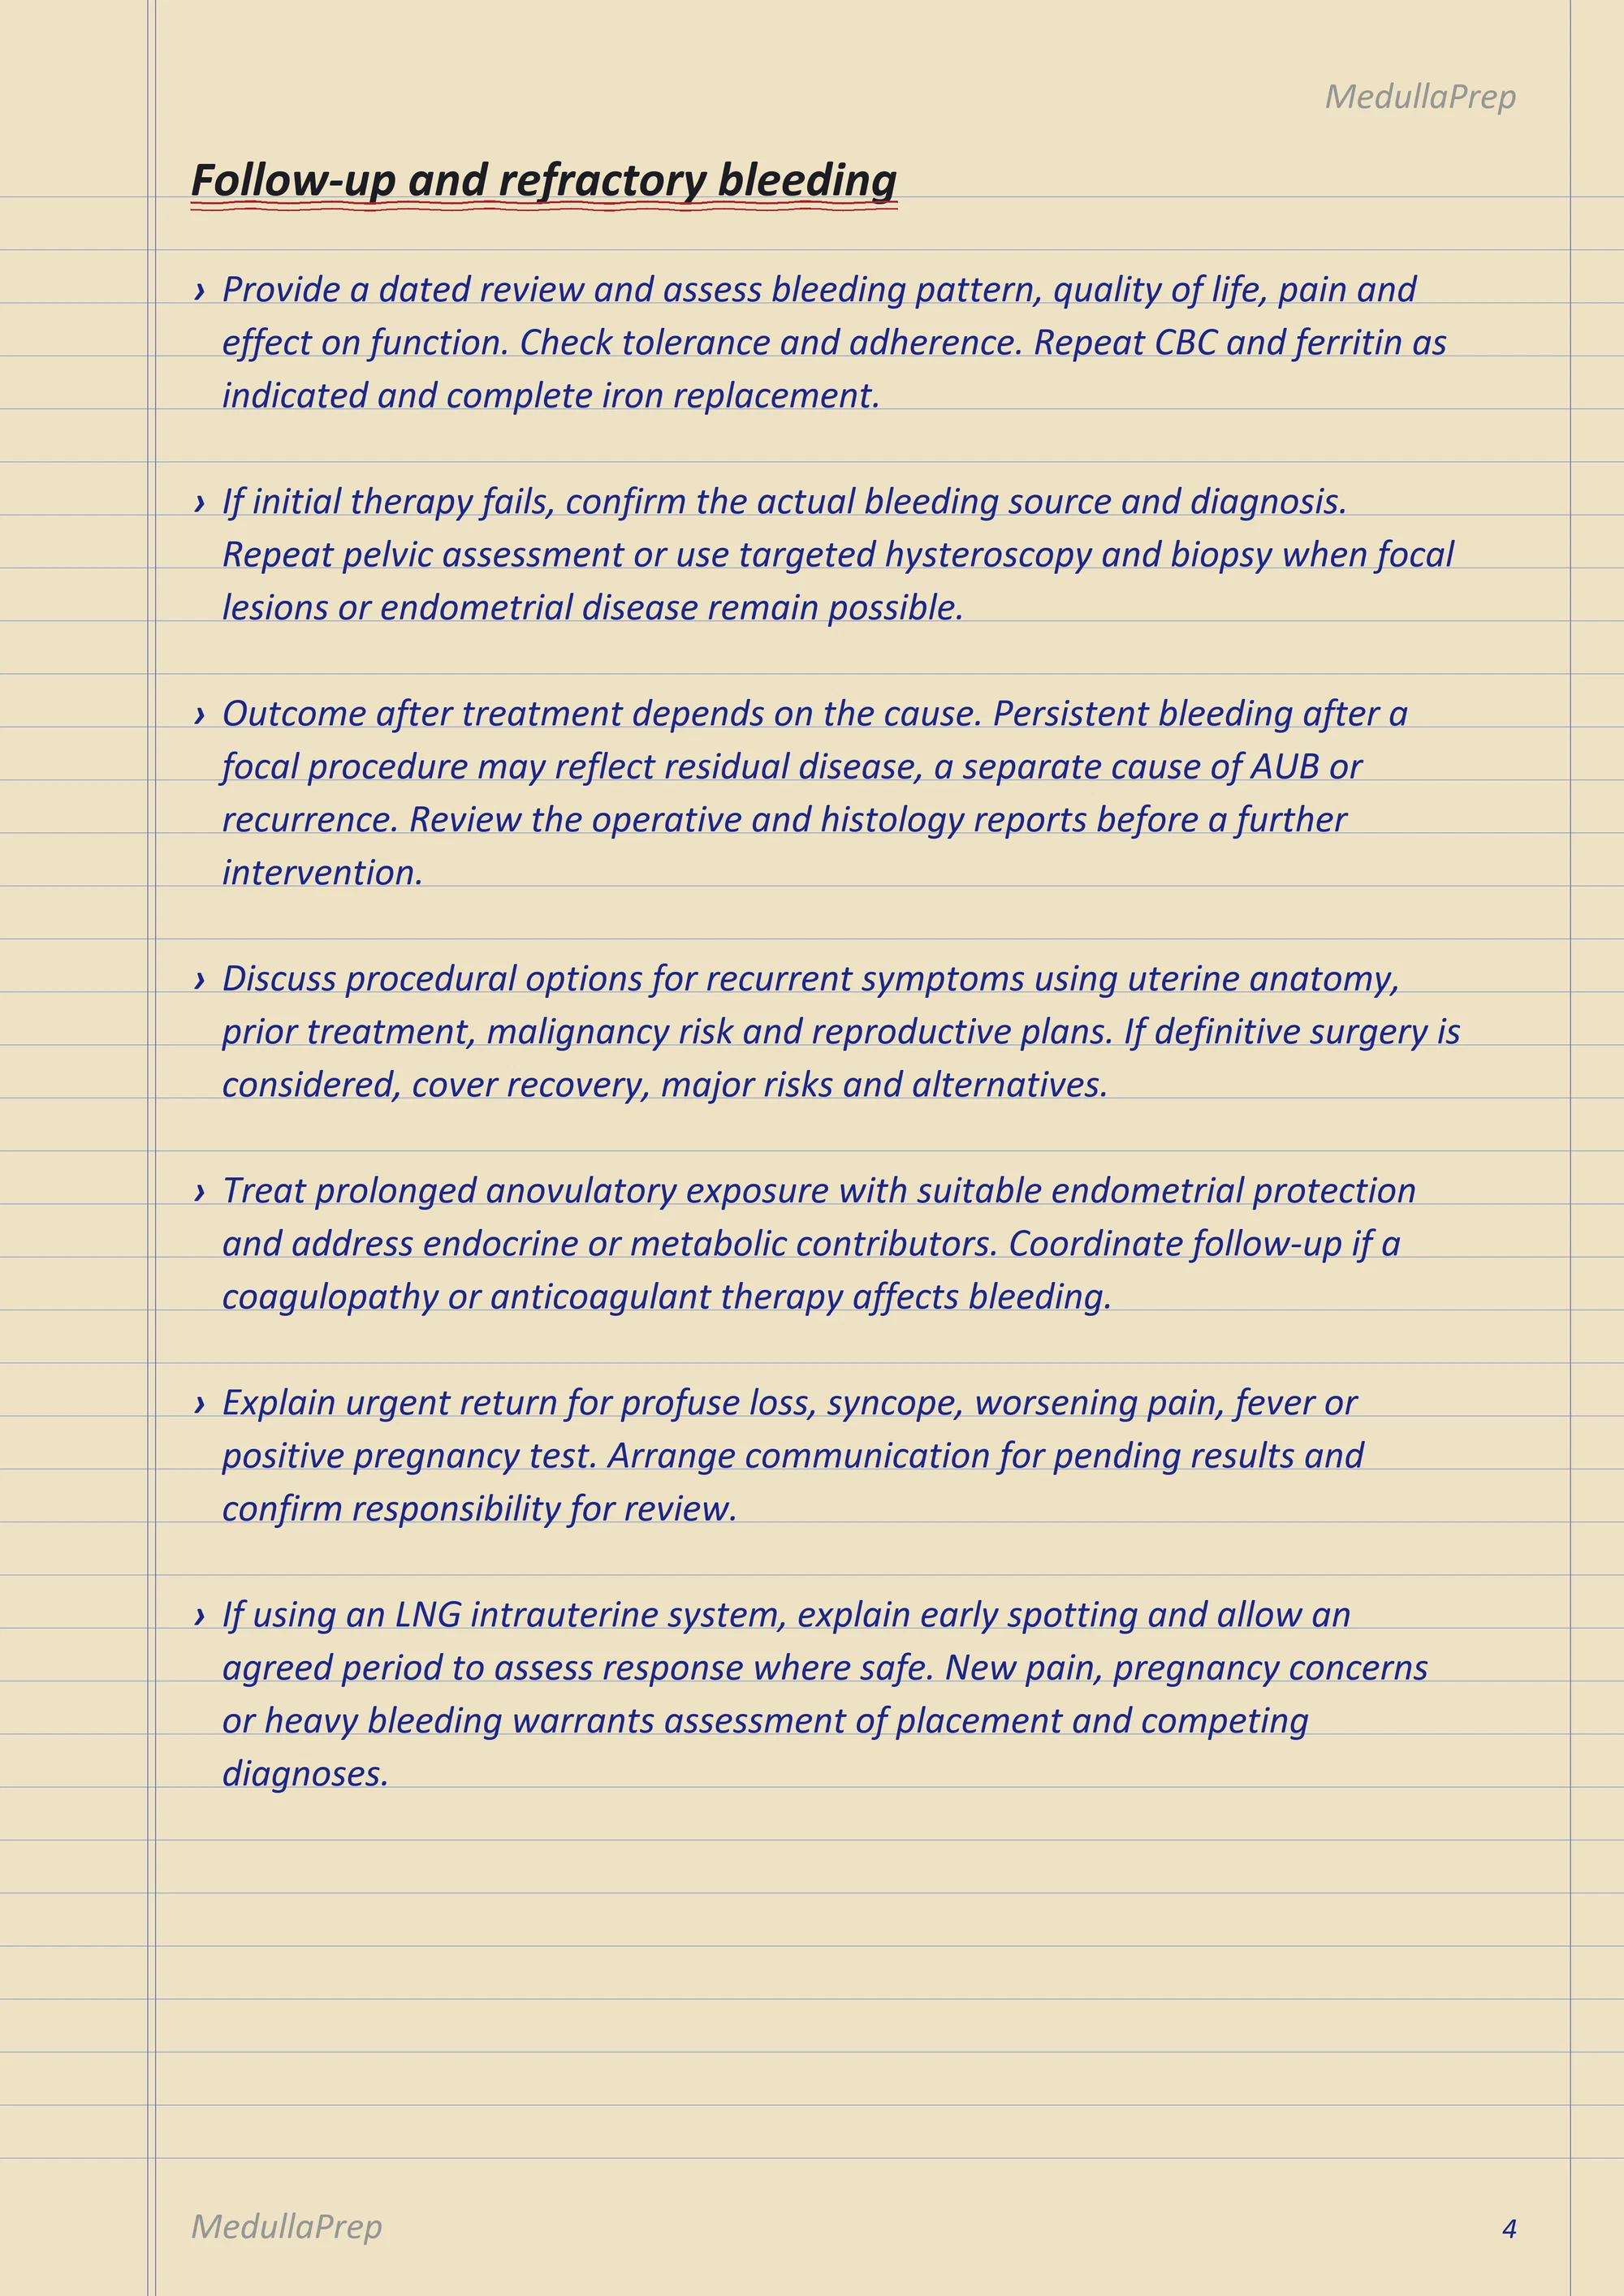 MedullaPrep
Follow-up and refractory bleeding
› Provide a dated review and assess bleeding pattern, quality of life, pain and
effect on function. Check tolerance and adherence. Repeat CBC and ferritin as
indicated and complete iron replacement.
› If initial therapy fails, confirm the actual bleeding source and diagnosis.
Repeat pelvic assessment or use targeted hysteroscopy and biopsy when focal
lesions or endometrial disease remain possible.
› Outcome after treatment depends on the cause. Persistent bleeding after a
focal procedure may reflect residual disease, a separate cause of AUB or
recurrence. Review the operative and histology reports before a further
intervention.
› Discuss procedural options for recurrent symptoms using uterine anatomy,
prior treatment, malignancy risk and reproductive plans. If definitive surgery is
considered, cover recovery, major risks and alternatives.
› Treat prolonged anovulatory exposure with suitable endometrial protection
and address endocrine or metabolic contributors. Coordinate follow-up if a
coagulopathy or anticoagulant therapy affects bleeding.
› Explain urgent return for profuse loss, syncope, worsening pain, fever or
positive pregnancy test. Arrange communication for pending results and
confirm responsibility for review.
› If using an LNG intrauterine system, explain early spotting and allow an
agreed period to assess response where safe. New pain, pregnancy concerns
or heavy bleeding warrants assessment of placement and competing
diagnoses.
MedullaPrep
4